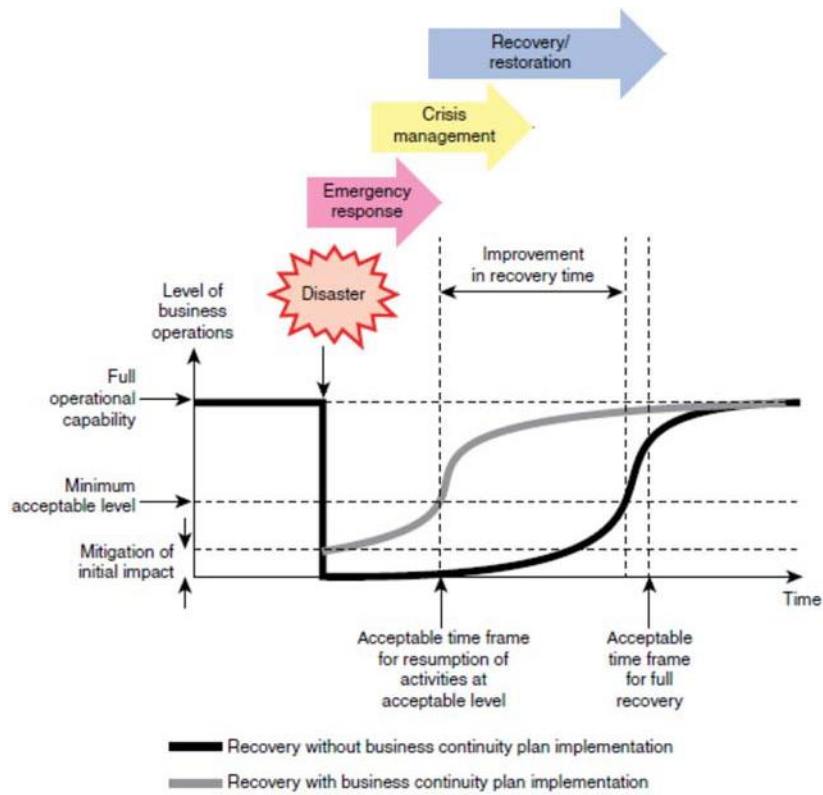 Recovery/
restoration
Crisis
management
Emergency
response
Improvement
in recovery time
Disaster
Level of
business
operations
Full
operational
capability
Minimum
acceptable level
Mitigation of
initial impact
Time
Acceptable time frame
for resumption of
activities at
acceptable level
Acceptable
time frame
for full
recovery
Recovery without business continuity plan implementation
Recovery with business continuity plan implementation